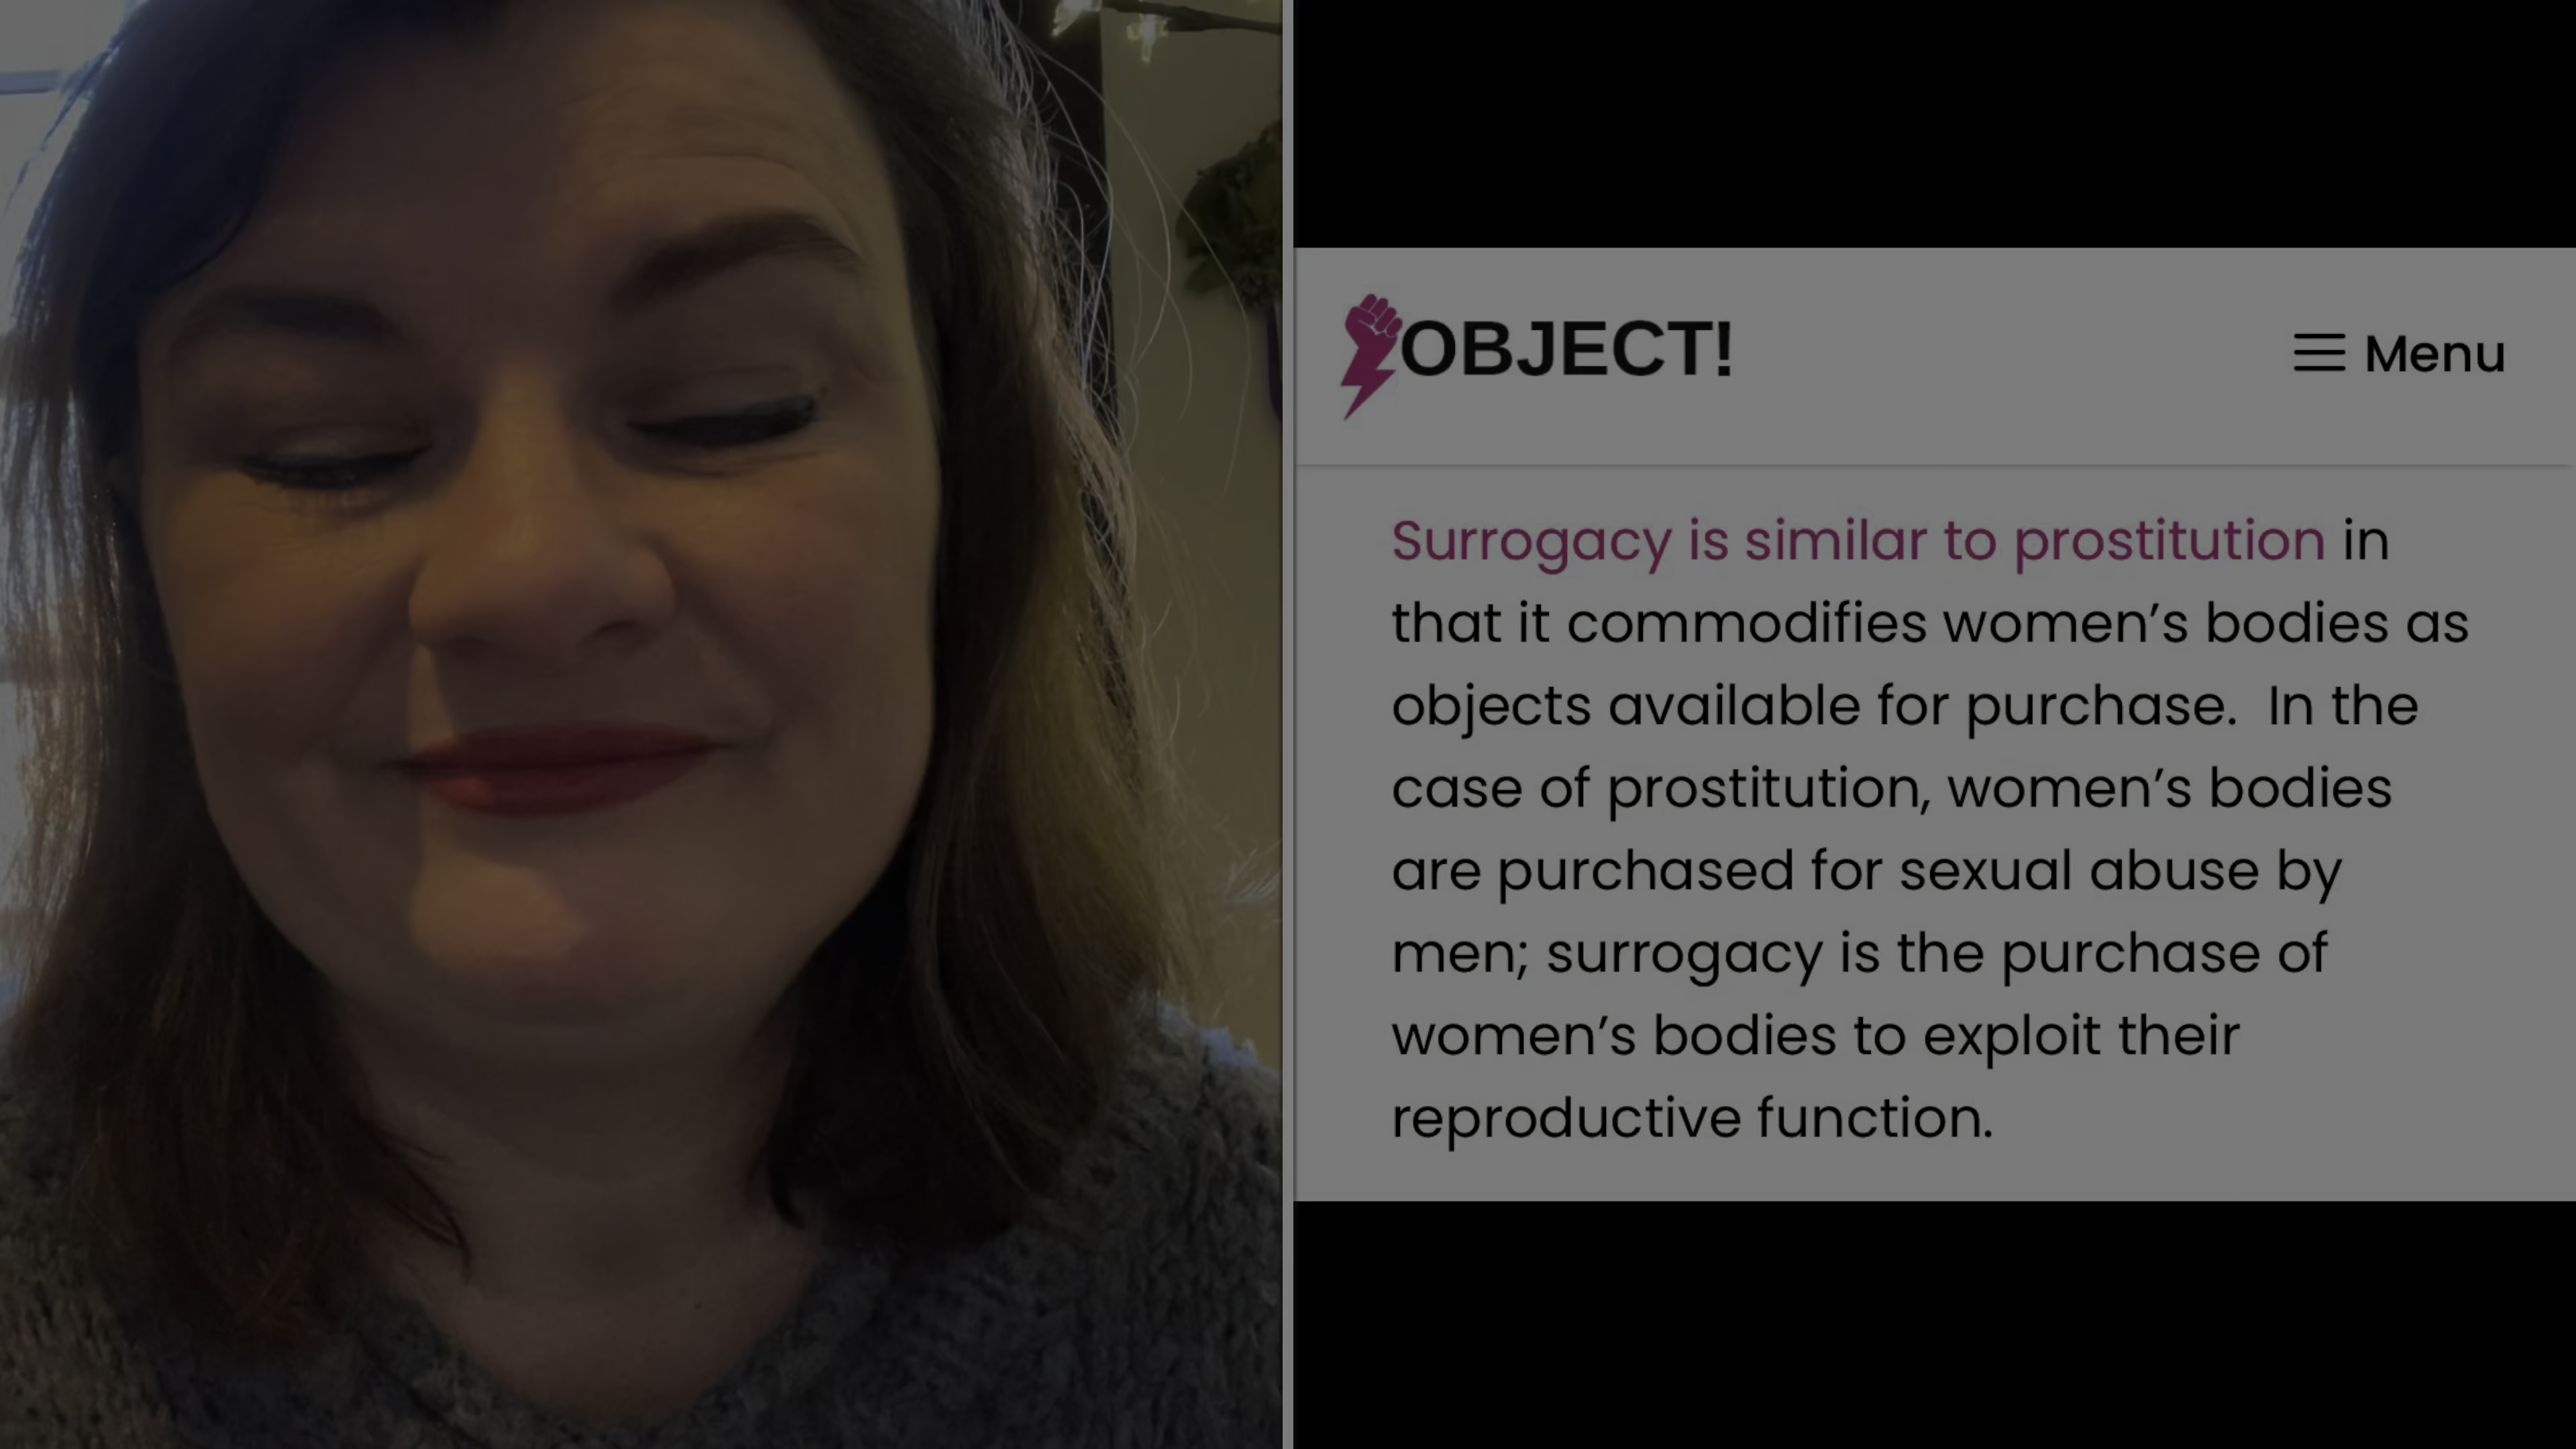 OBJECT!
Menu
Surrogacy is similar to prostitution in
that it commodifies women’s bodies as
objects available for purchase.  In the
case of prostitution, women’s bodies
are purchased for sexual abuse by
men; surrogacy is the purchase of
women’s bodies to exploit their
reproductive function.